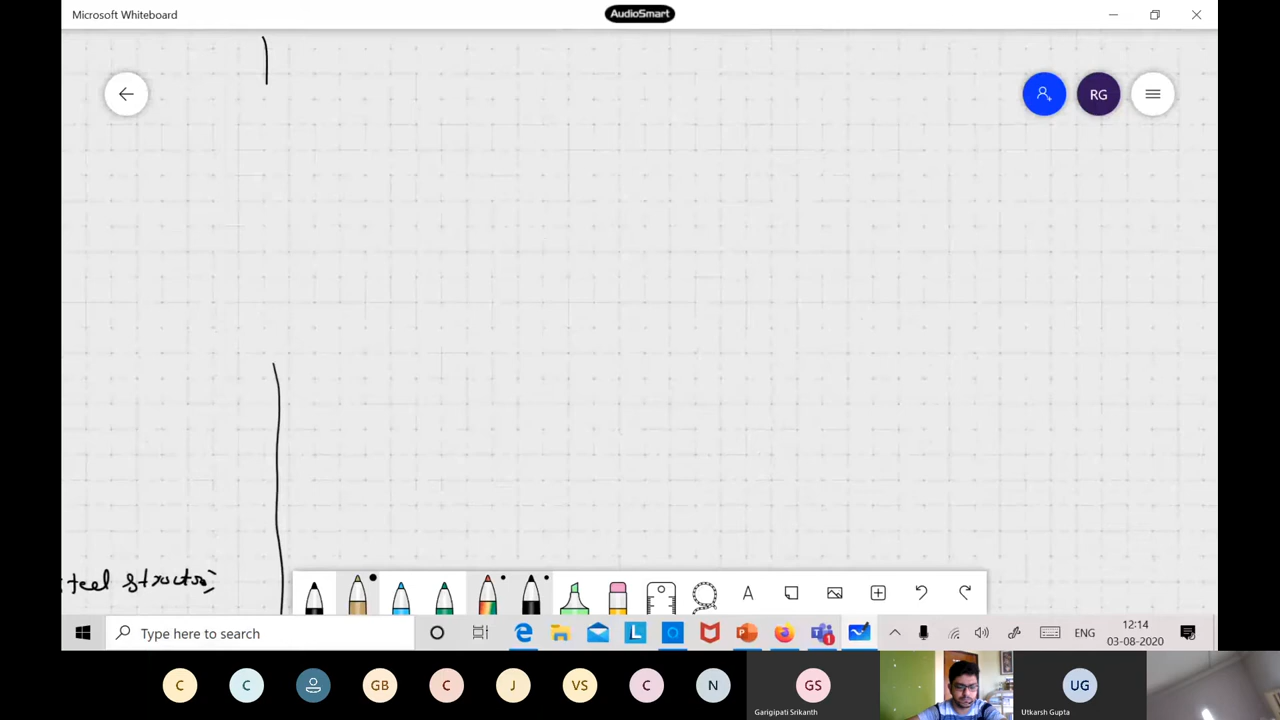 Microsoft Whiteboard
AudioSmart
RG
teel structures
A
Type here to search
ENG
12:14
03-08-2020
C
C
GB
C
J
VS
C
N
GS
Garigipati Srikanth
UG
Utkarsh Gupta